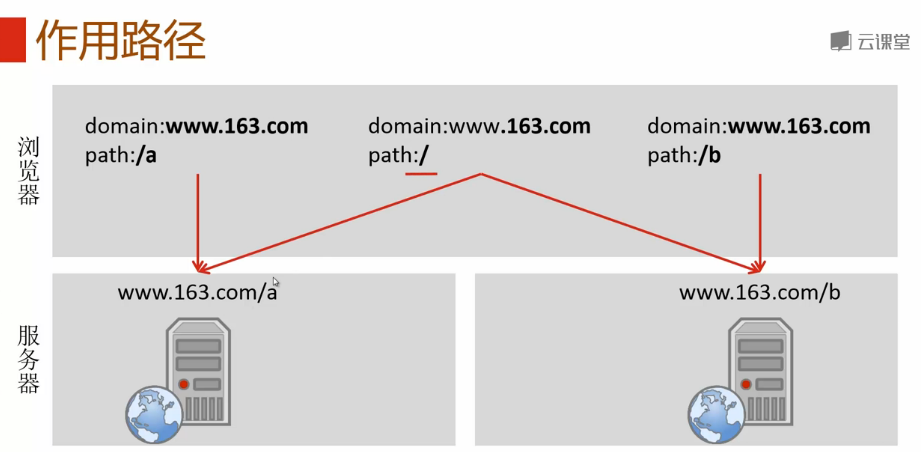 作用路径
云课堂
浏览器
domain:www.163.com
path:/a
domain:www.163.com
path:/
domain:www.163.com
path:/b
服务器
www.163.com/a
www.163.com/b